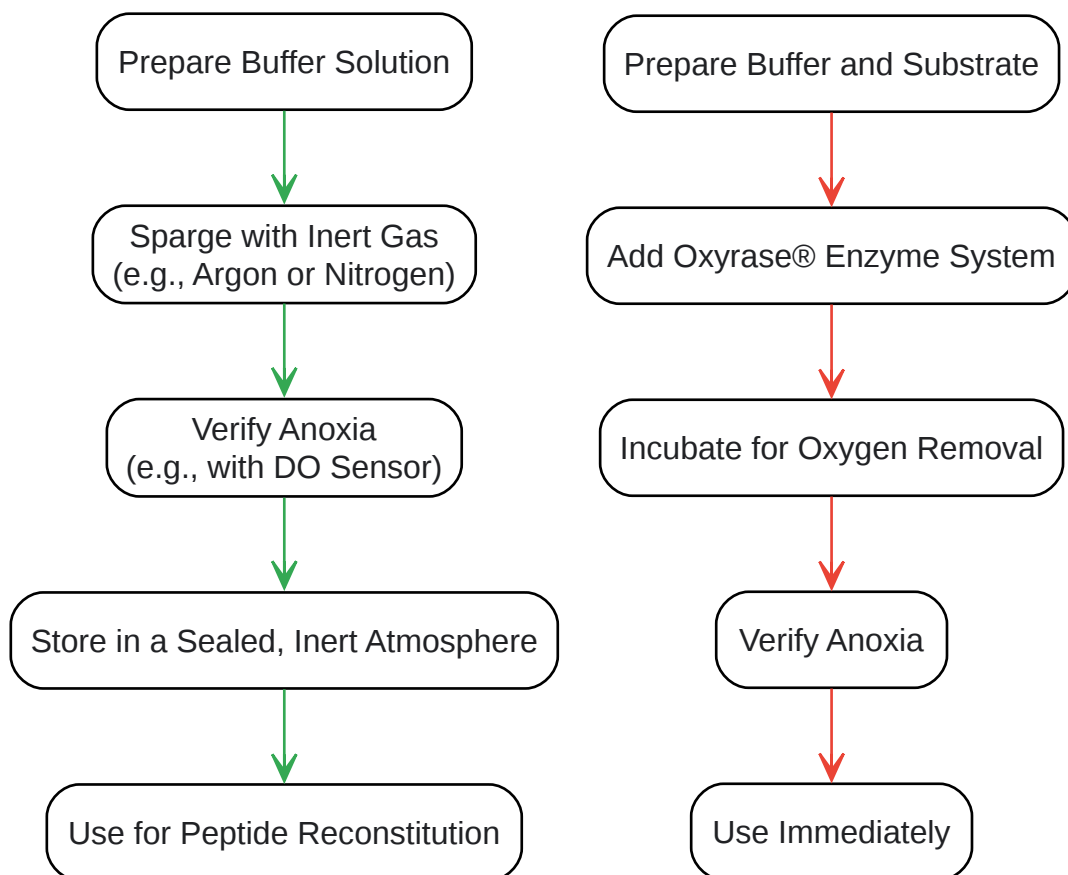 Prepare Buffer Solution
Sparge with Inert Gas
(e.g., Argon or Nitrogen)
Verify Anoxia
(e.g., with DO Sensor)
Store in a Sealed, Inert Atmosphere
Use for Peptide Reconstitution
Prepare Buffer and Substrate
Add Oxyrase® Enzyme System
Incubate for Oxygen Removal
Verify Anoxia
Use Immediately